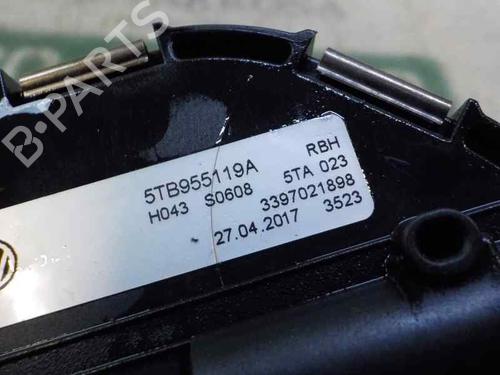 B-PARTS
5TB955119A RBH
H043 S0608 5TA 023
3397021898
27.04.2017 3523